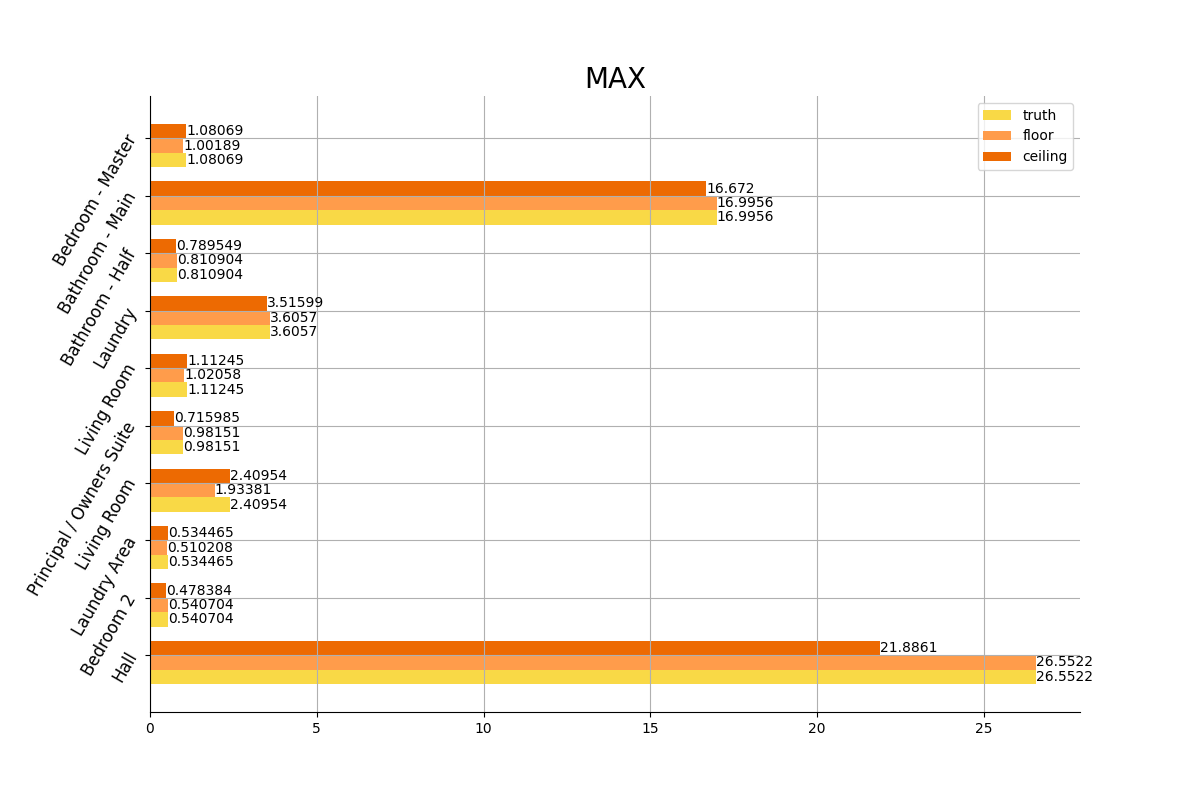 MAX
truth
floor
ceiling
Bedroom - Master
1.08069
1.00189
1.08069
Bathroom - Main
16.672
16.9956
16.9956
Bathroom - Half
0.789549
0.810904
0.810904
Laundry
3.51599
3.6057
3.6057
Living Room
1.11245
1.02058
1.11245
Principal / Owners Suite
0.715985
0.98151
0.98151
Living Room
2.40954
1.93381
2.40954
Laundry Area
0.534465
0.510208
0.534465
Bedroom 2
0.478384
0.540704
0.540704
Hall
21.8861
26.5522
26.5522
0 5 10 15 20 25